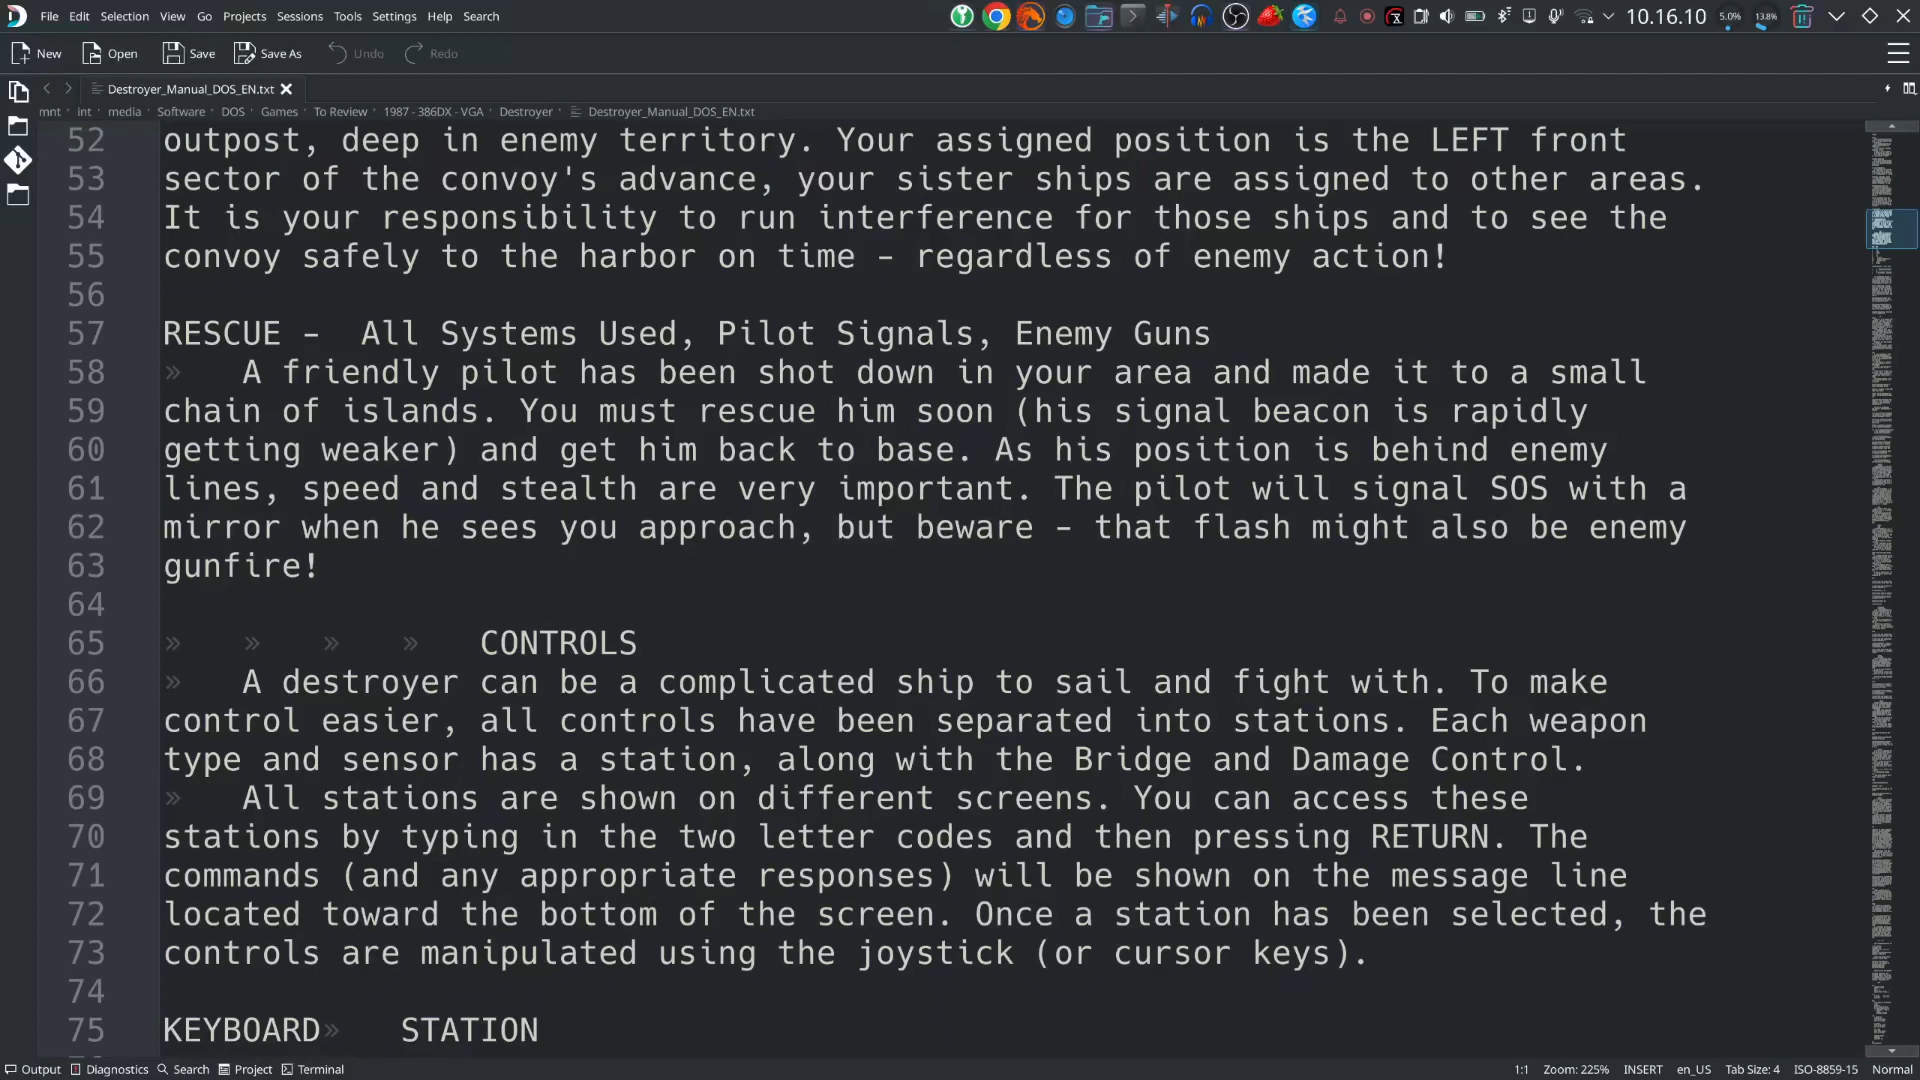 File Edit Selection View Go Projects Sessions Tools Settings Help Search 10.16.10 5.0% 13.8%
New Open Save Save As Undo Redo
Destroyer_Manual_DOS_EN.txt
mnt int media Software DOS Games To Review 1987 - 386DX - VGA Destroyer Destroyer_Manual_DOS_EN.txt
52 outpost, deep in enemy territory. Your assigned position is the LEFT front
53 sector of the convoy's advance, your sister ships are assigned to other areas.
54 It is your responsibility to run interference for those ships and to see the
55 convoy safely to the harbor on time - regardless of enemy action!
56
57 RESCUE -  All Systems Used, Pilot Signals, Enemy Guns
58 » A friendly pilot has been shot down in your area and made it to a small
59 chain of islands. You must rescue him soon (his signal beacon is rapidly
60 getting weaker) and get him back to base. As his position is behind enemy
61 lines, speed and stealth are very important. The pilot will signal SOS with a
62 mirror when he sees you approach, but beware - that flash might also be enemy
63 gunfire!
64
65 » » » » CONTROLS
66 » A destroyer can be a complicated ship to sail and fight with. To make
67 control easier, all controls have been separated into stations. Each weapon
68 type and sensor has a station, along with the Bridge and Damage Control.
69 » All stations are shown on different screens. You can access these
70 stations by typing in the two letter codes and then pressing RETURN. The
71 commands (and any appropriate responses) will be shown on the message line
72 located toward the bottom of the screen. Once a station has been selected, the
73 controls are manipulated using the joystick (or cursor keys).
74
75 KEYBOARD» STATION
Output Diagnostics Search Project Terminal 1:1 Zoom: 225% INSERT en_US Tab Size: 4 ISO-8859-15 Normal